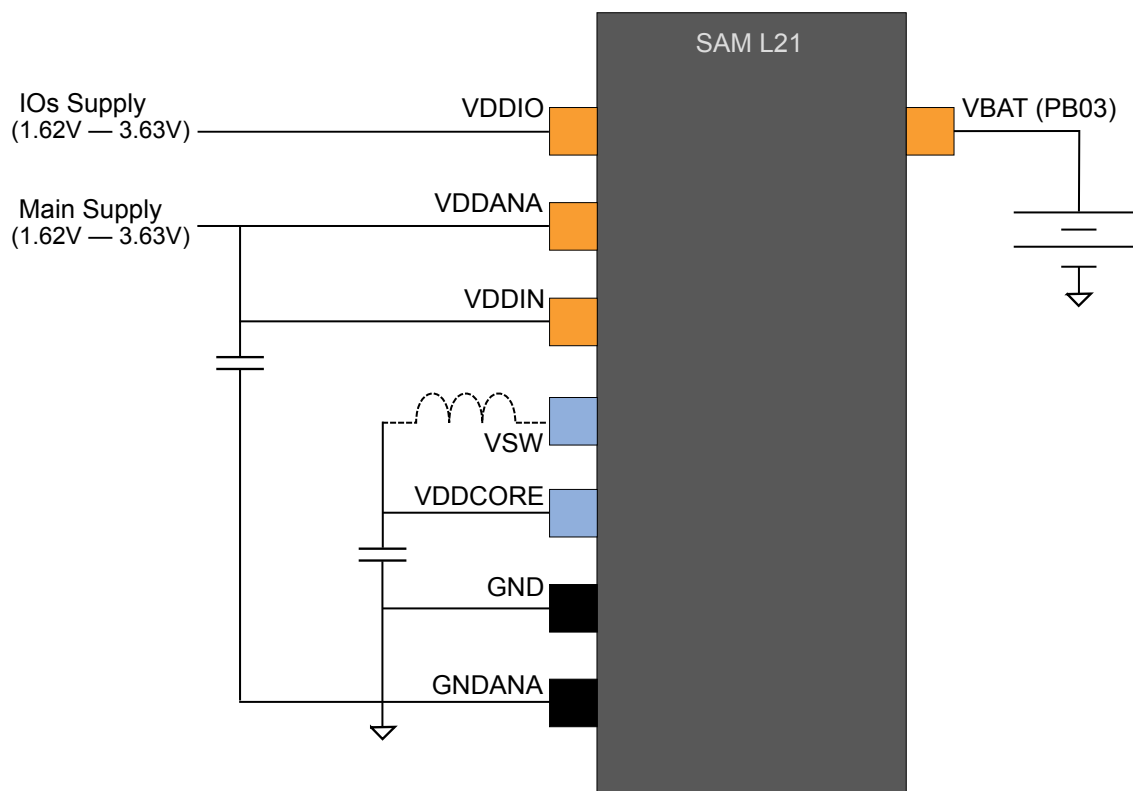 SAM L21
IOs Supply
(1.62V — 3.63V)
VDDIO
VBAT (PB03)
Main Supply
(1.62V — 3.63V)
VDDANA
VDDIN
VSW
VDDCORE
GND
GNDANA